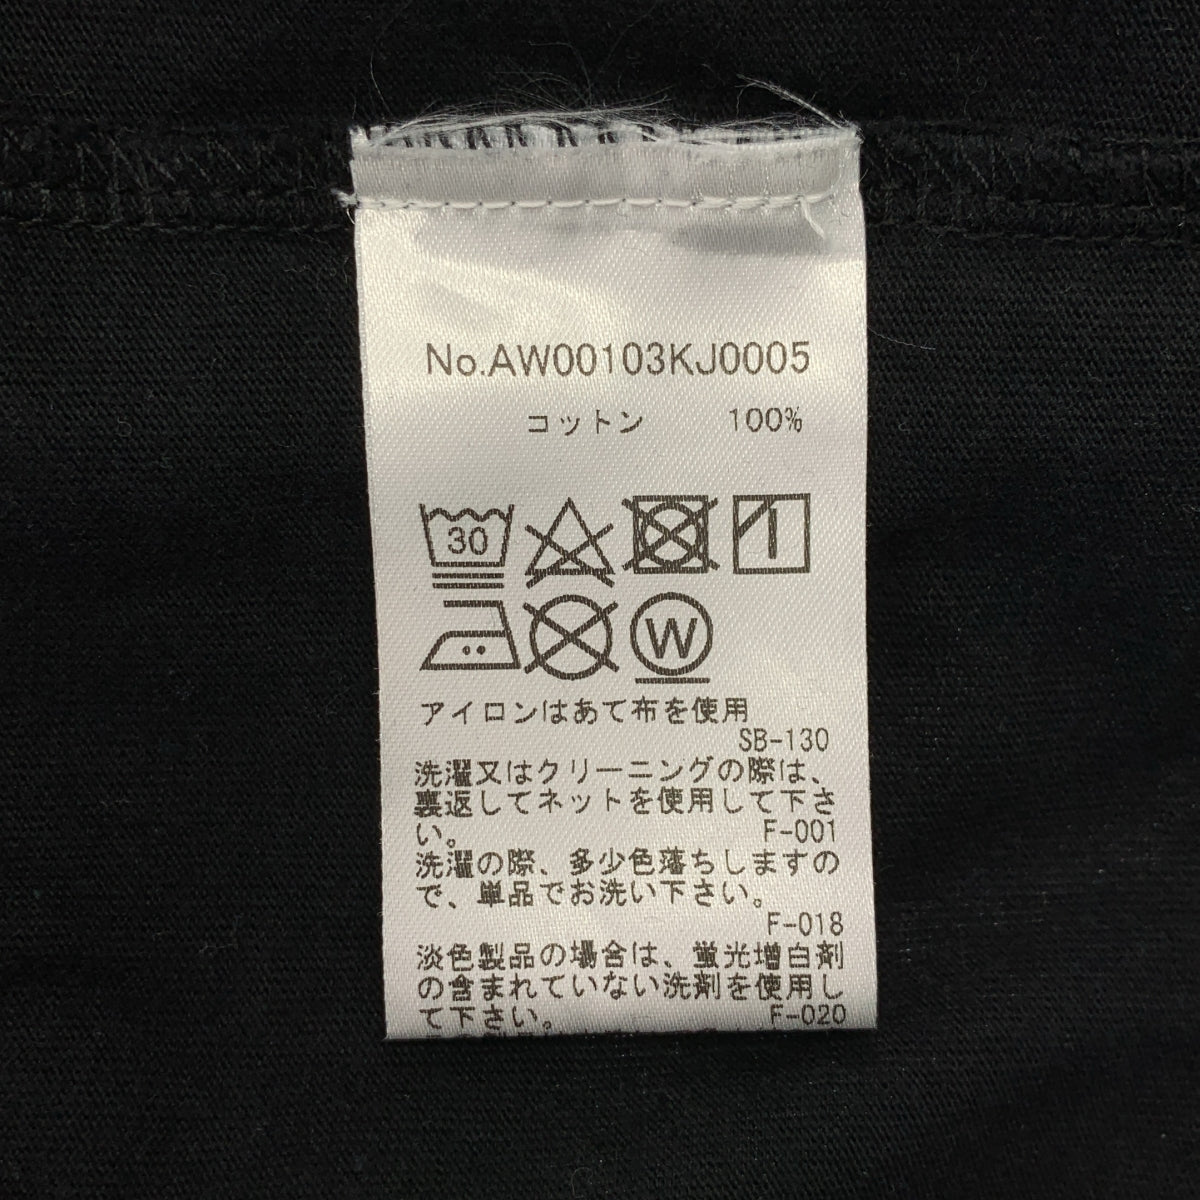 No.AW00103KJ0005
コットン 100%
30
W
アイロンはあて布を使用
SB-130
洗濯又はクリーニングの際は、
裏返してネットを使用して下さ
い。 F-001
洗濯の際、多少色落ちしますの
で、単品でお洗い下さい。
F-018
淡色製品の場合は、蛍光増白剤
の含まれていない洗剤を使用し
て下さい。 F-020